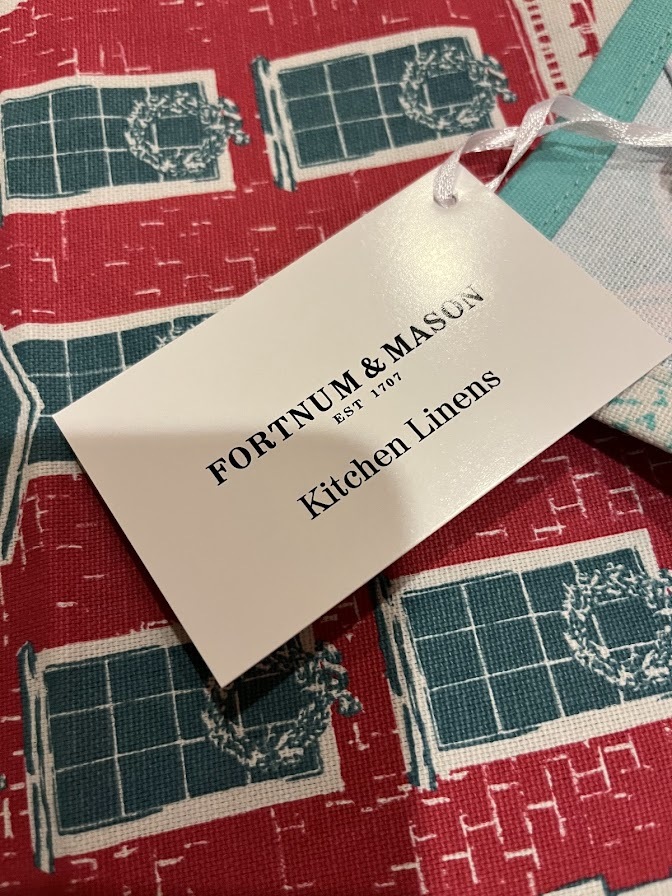 FORTNUM & MASON
EST 1707
Kitchen Linens